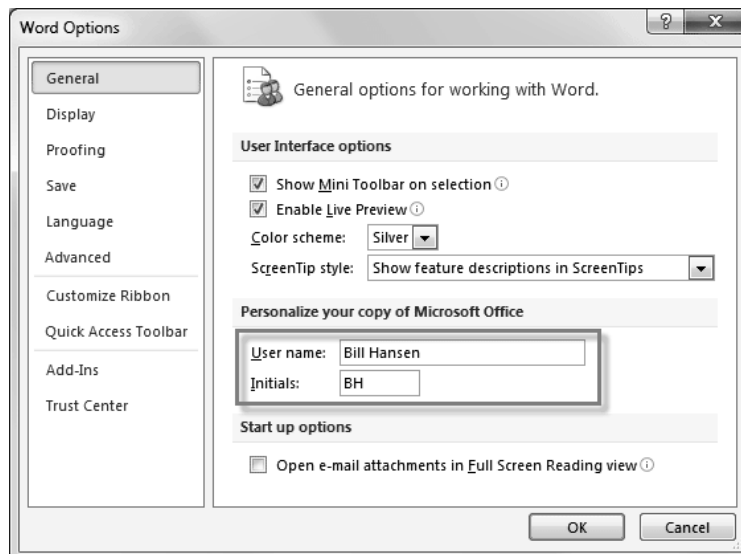 Word Options
General
Display
Proofing
Save
Language
Advanced
Customize Ribbon
Quick Access Toolbar
Add-Ins
Trust Center
General options for working with Word.
User Interface options
Show Mini Toolbar on selection
Enable Live Preview
Color scheme: Silver
ScreenTip style: Show feature descriptions in ScreenTips
Personalize your copy of Microsoft Office
User name: Bill Hansen
Initials: BH
Start up options
Open e-mail attachments in Full Screen Reading view
OK Cancel